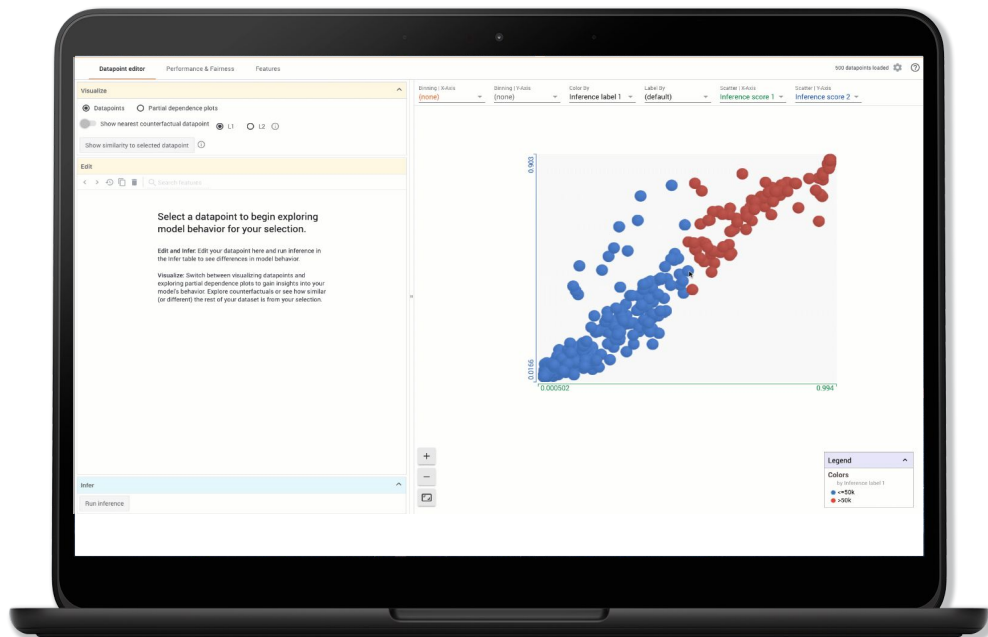 Datapoint editor Performance & Fairness Features
500 datapoints loaded
Visualize
Datapoints Partial dependence plots
Show nearest counterfactual datapoint L1 L2
Show similarity to selected datapoint
Edit
Search features
Select a datapoint to begin exploring
model behavior for your selection.
Edit and Infer: Edit your datapoint here and run inference in
the Infer table to see differences in model behavior.
Visualize: Switch between visualizing datapoints and
exploring partial dependence plots to gain insights into your
model's behavior. Explore counterfactuals or see how similar
(or different) the rest of your dataset is from your selection.
Infer
Run inference
Binning | X-Axis Binning | Y-Axis Color By Label By Scatter | X-Axis Scatter | Y-Axis
(none) (none) Inference label 1 (default) Inference score 1 Inference score 2
0.903
0.0166
0.000502 0.994
Legend
Colors
by Inference label 1
<=50k
>50k